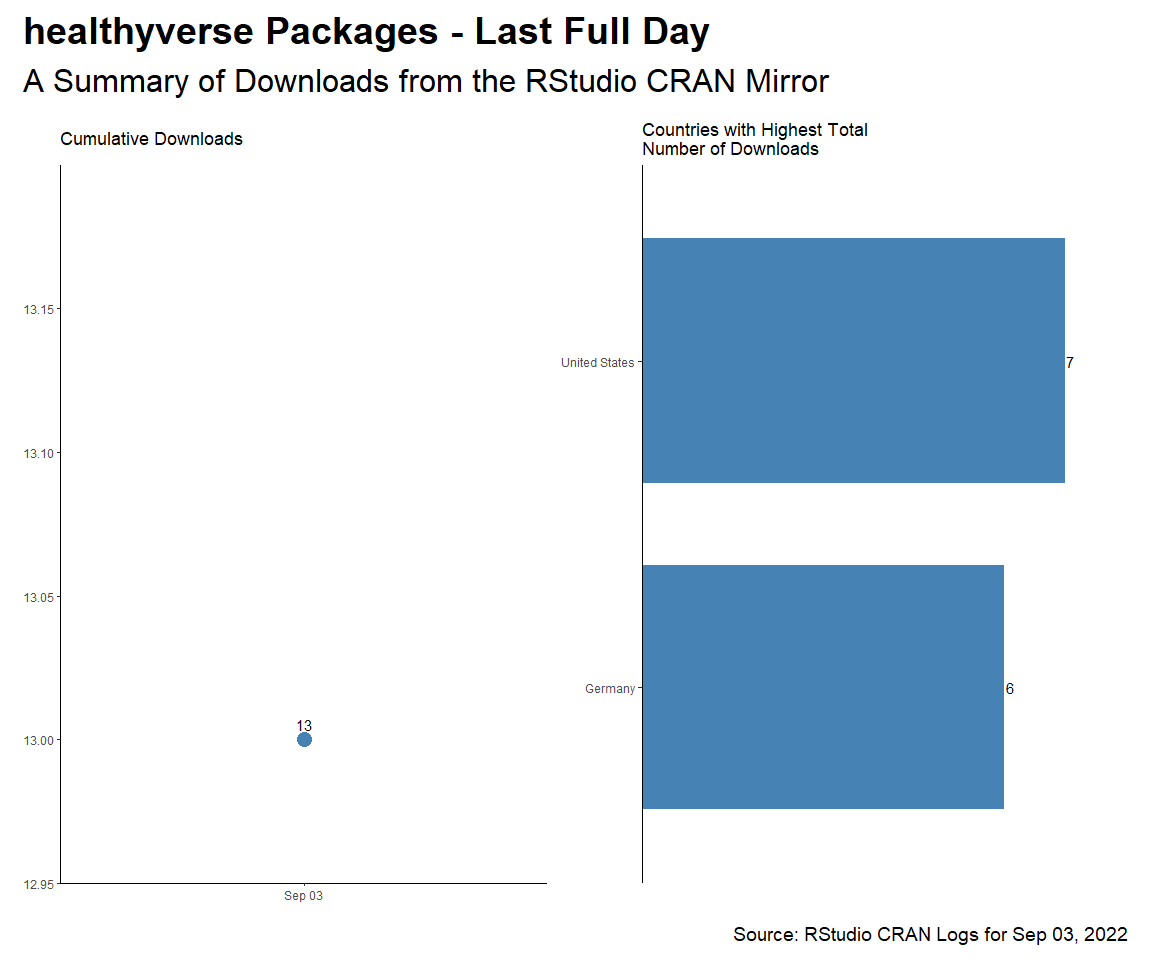 healthyverse Packages - Last Full Day
A Summary of Downloads from the RStudio CRAN Mirror
Cumulative Downloads
13.15
13.10
13.05
13.00
12.95
13
Sep 03
Countries with Highest Total
Number of Downloads
United States
7
Germany
6
Source: RStudio CRAN Logs for Sep 03, 2022